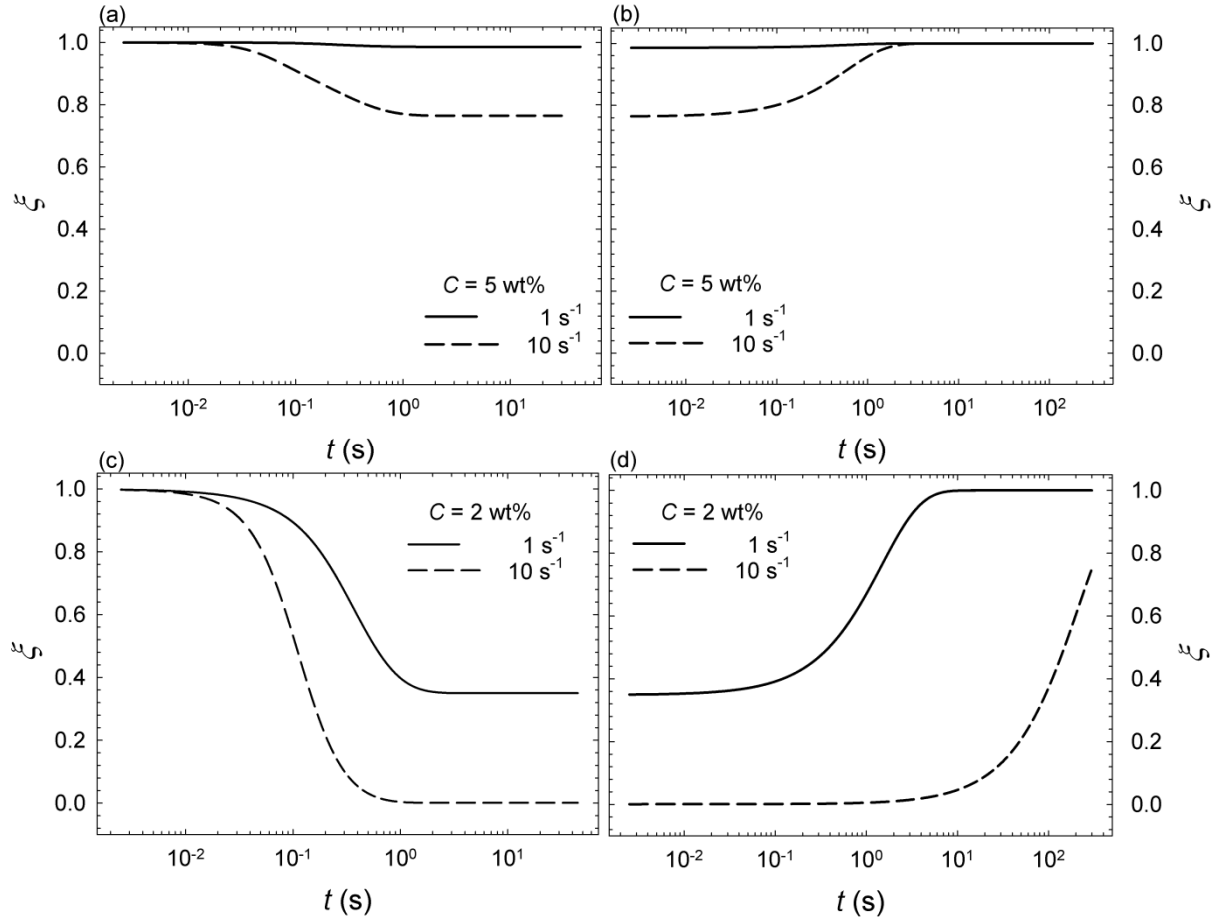 (a)
1.0
0.8
0.6
0.4
0.2
0.0
ξ
C = 5 wt%
1 s⁻¹
10 s⁻¹
10⁻² 10⁻¹ 10⁰ 10¹
t (s)
(b)
C = 5 wt%
1 s⁻¹
10 s⁻¹
1.0
0.8
0.6
0.4
0.2
0.0
ξ
10⁻² 10⁻¹ 10⁰ 10¹ 10²
t (s)
(c)
1.0
0.8
0.6
0.4
0.2
0.0
ξ
C = 2 wt%
1 s⁻¹
10 s⁻¹
10⁻² 10⁻¹ 10⁰ 10¹
t (s)
(d)
C = 2 wt%
1 s⁻¹
10 s⁻¹
1.0
0.8
0.6
0.4
0.2
0.0
ξ
10⁻² 10⁻¹ 10⁰ 10¹ 10²
t (s)